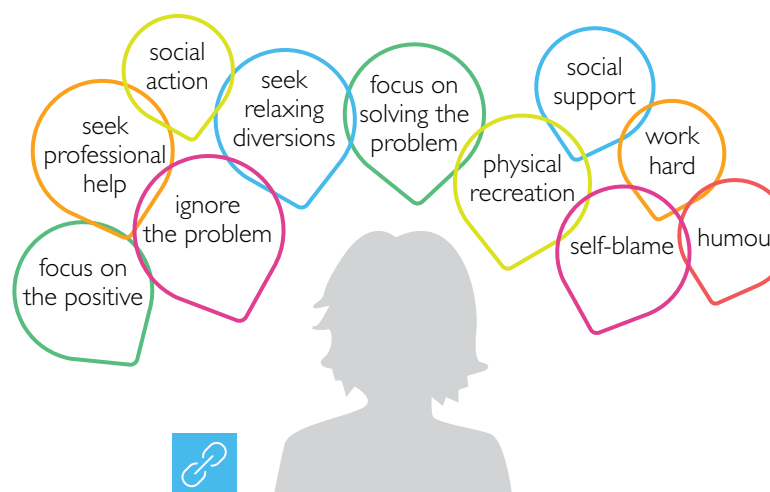 social
action
seek
relaxing
diversions
focus on
solving the
problem
social
support
seek
professional
help
ignore
the problem
physical
recreation
work
hard
self-blame
humou
focus on
the positive